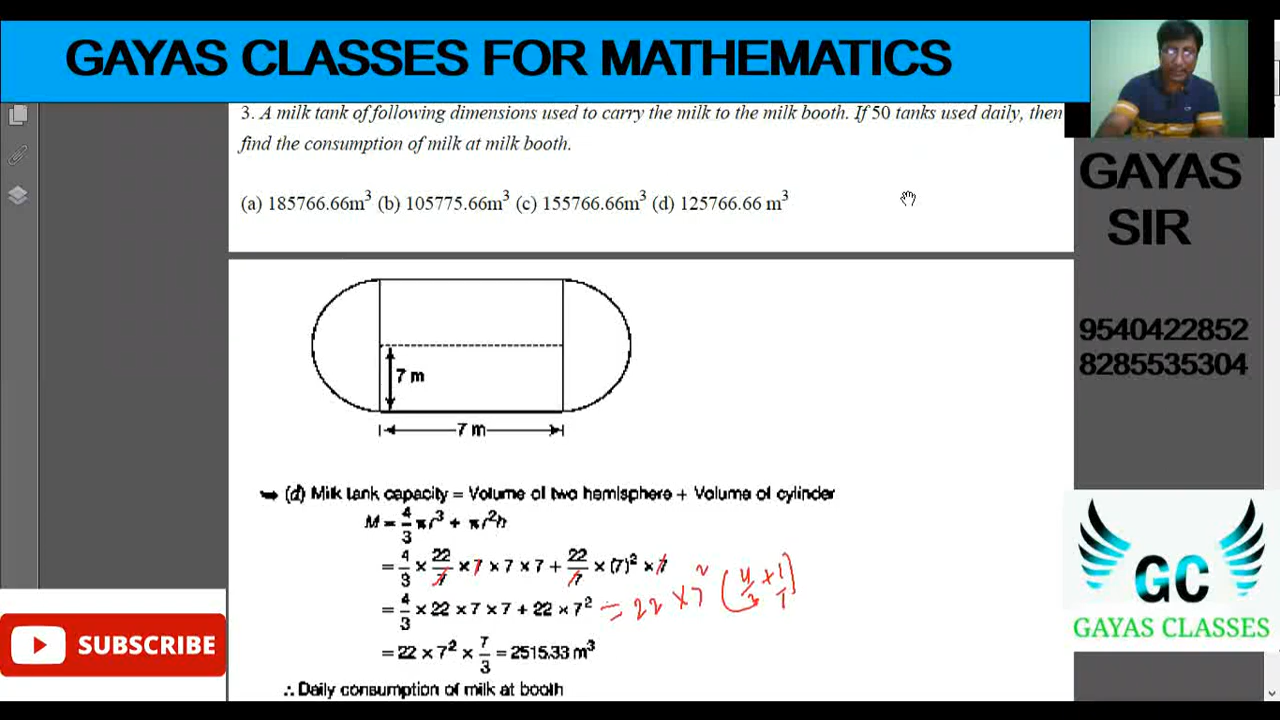 GAYAS CLASSES FOR MATHEMATICS
3. A milk tank of following dimensions used to carry the milk to the milk booth. If 50 tanks used daily, then
find the consumption of milk at milk booth.
(a) 185766.66m³ (b) 105775.66m³ (c) 155766.66m³ (d) 125766.66 m³
GAYAS
SIR
9540422852
8285535304
7 m
7 m
➥ (d) Milk tank capacity = Volume of two hemisphere + Volume of cylinder
M = 4/3 πr³ + πr²h
= 4/3 × 22/7 × 7 × 7 × 7 + 22/7 × (7)² × 7
= 4/3 × 22 × 7 × 7 + 22 × 7² = 22 × 7² (4/3 + 1/1)
= 22 × 7² × 7/3 = 2515.33 m³
∴ Daily consumption of milk at booth
SUBSCRIBE
GC
GAYAS CLASSES